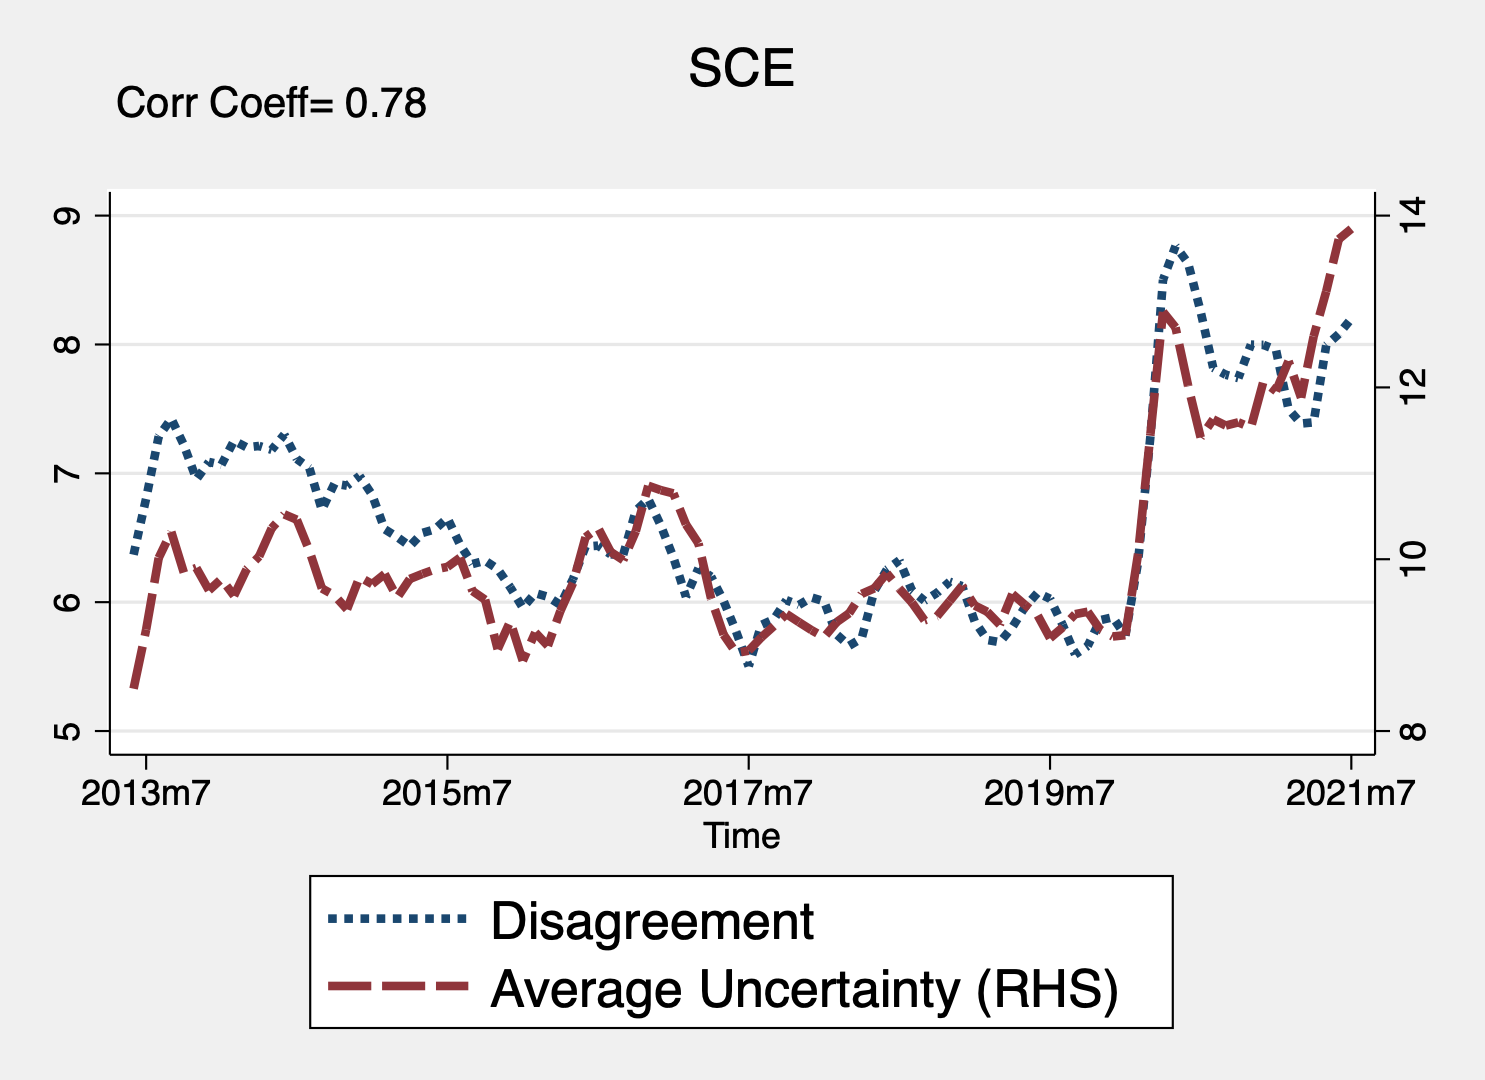 SCE
Corr Coeff= 0.78
9
8
7
6
5
14
12
10
8
2013m7 2015m7 2017m7 2019m7 2021m7
Time
Disagreement
Average Uncertainty (RHS)